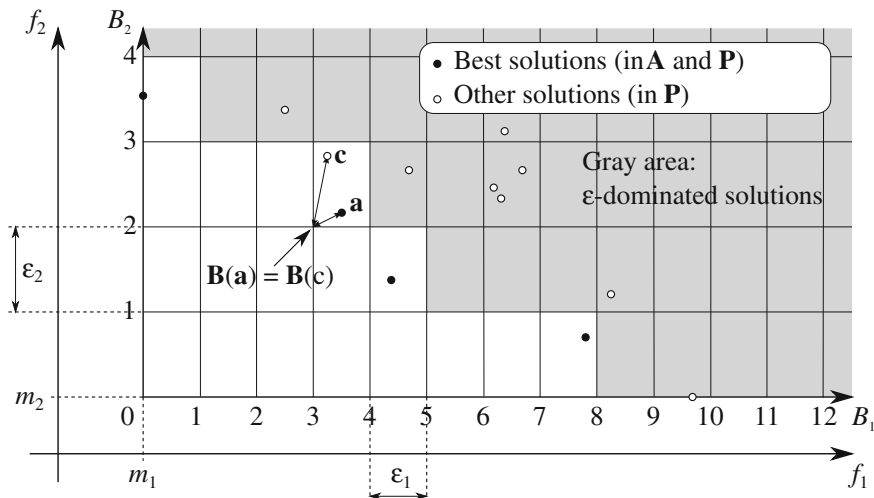 f₂
B₂
4
3
2
1
ε₂
m₂
• Best solutions (in A and P)
○ Other solutions (in P)
Gray area:
ε-dominated solutions
c
a
B(a) = B(c)
0 1 2 3 4 5 6 7 8 9 10 11 12 B₁
m₁
ε₁
f₁